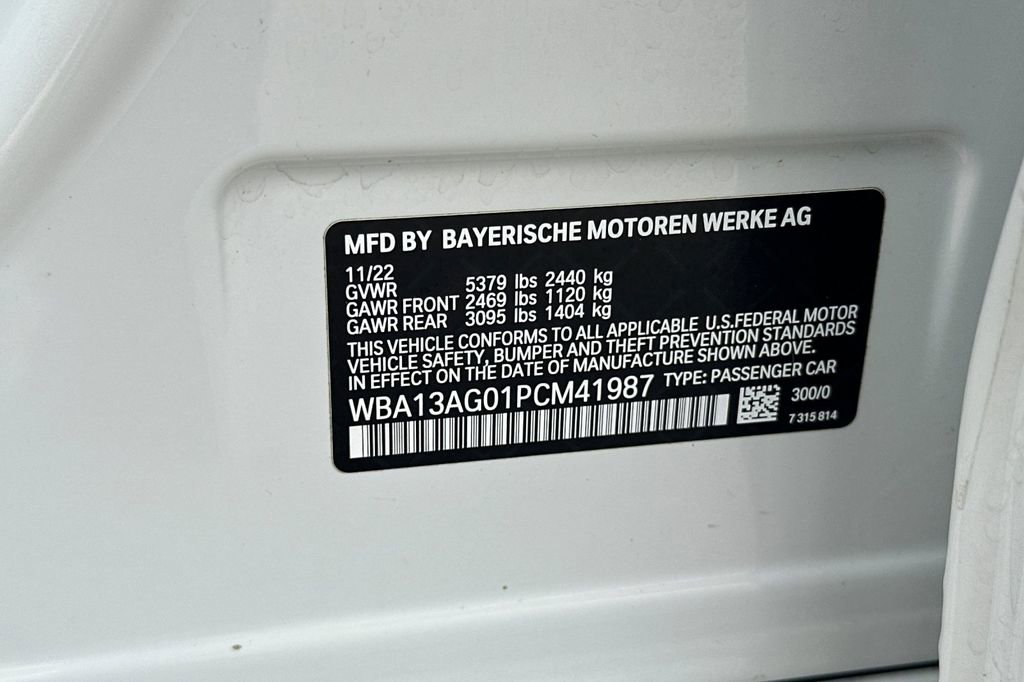 MFD BY BAYERISCHE MOTOREN WERKE AG
11/22
GVWR 5379 lbs 2440 kg
GAWR FRONT 2469 lbs 1120 kg
GAWR REAR 3095 lbs 1404 kg
THIS VEHICLE CONFORMS TO ALL APPLICABLE U.S.FEDERAL MOTOR
VEHICLE SAFETY, BUMPER AND THEFT PREVENTION STANDARDS
IN EFFECT ON THE DATE OF MANUFACTURE SHOWN ABOVE.
WBA13AG01PCM41987 TYPE: PASSENGER CAR
300/0
7 315 814